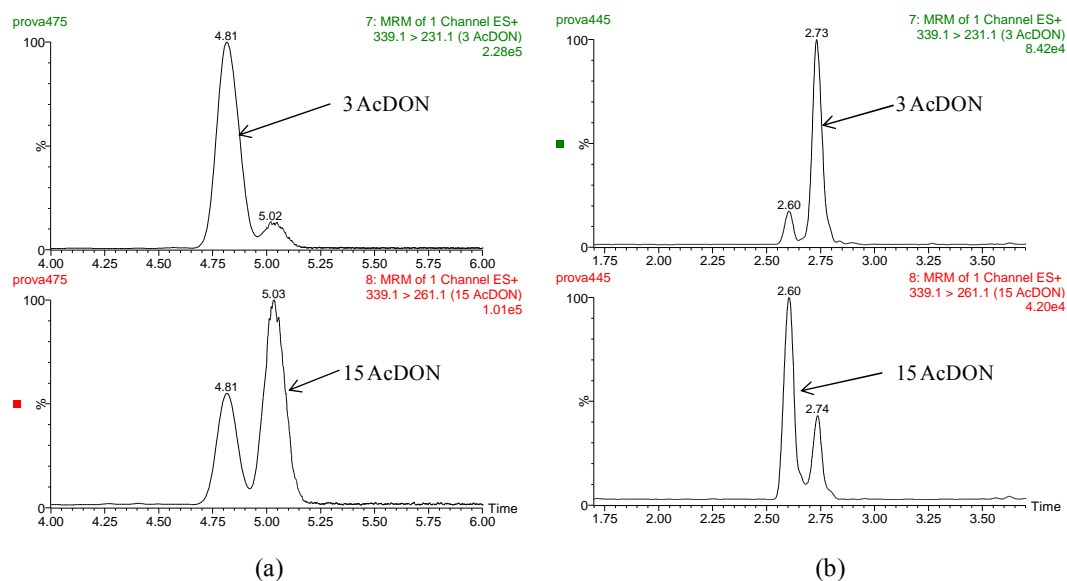 prova475
7: MRM of 1 Channel ES+
339.1 > 231.1 (3 AcDON)
2.28e5
4.81
100
3 AcDON
%
5.02
0
4.00 4.25 4.50 4.75 5.00 5.25 5.50 5.75 6.00
prova475
8: MRM of 1 Channel ES+
339.1 > 261.1 (15 AcDON)
1.01e5
5.03
100
15 AcDON
4.81
%
0
Time
4.00 4.25 4.50 4.75 5.00 5.25 5.50 5.75 6.00
(a)
prova445
7: MRM of 1 Channel ES+
339.1 > 231.1 (3 AcDON)
8.42e4
2.73
100
3 AcDON
%
2.60
0
1.75 2.00 2.25 2.50 2.75 3.00 3.25 3.50
prova445
8: MRM of 1 Channel ES+
339.1 > 261.1 (15 AcDON)
4.20e4
2.60
100
15 AcDON
2.74
%
0
Time
1.75 2.00 2.25 2.50 2.75 3.00 3.25 3.50
(b)